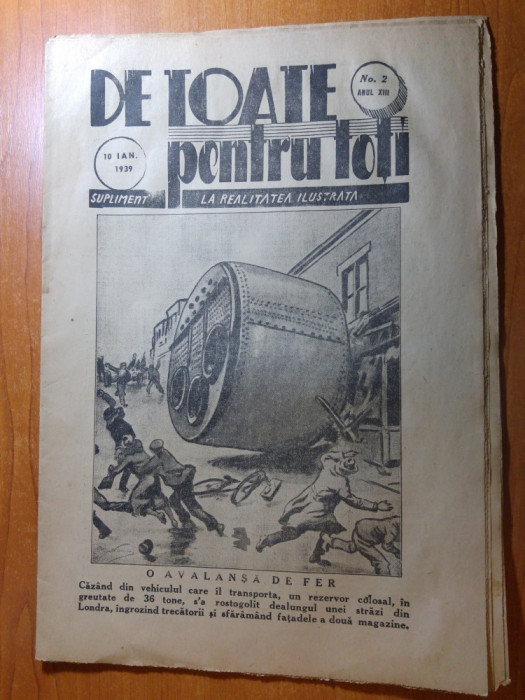 DE TOATE
No. 2
ANUL XIII
10 IAN.
1939
pentru toți
SUPLIMENT LA REALITATEA ILUSTRATA
O AVALANȘĂ DE FER
Căzând din vehiculul care îl transporta, un rezervor colosal, în
greutate de 36 tone, s'a rostogolit dealungul unei străzi din
Londra, îngrozind trecătorii și sfărâmând fațadele a două magazine.